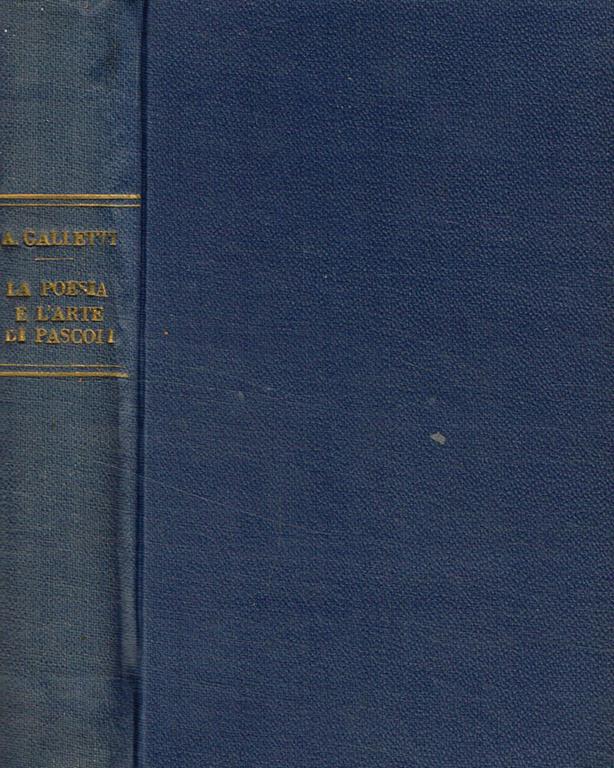 A. GALLETTI
LA POESIA
E L'ARTE
DI PASCOLI